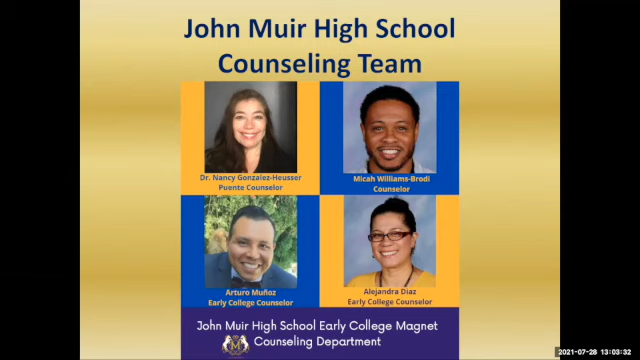 John Muir High School
Counseling Team
Dr. Nancy Gonzalez-Heusser
Puente Counselor
Micah Williams-Brodi
Counselor
Arturo Muñoz
Early College Counselor
Alejandra Diaz
Early College Counselor
John Muir High School Early College Magnet
Counseling Department
M
2021-07-28 13:03:32